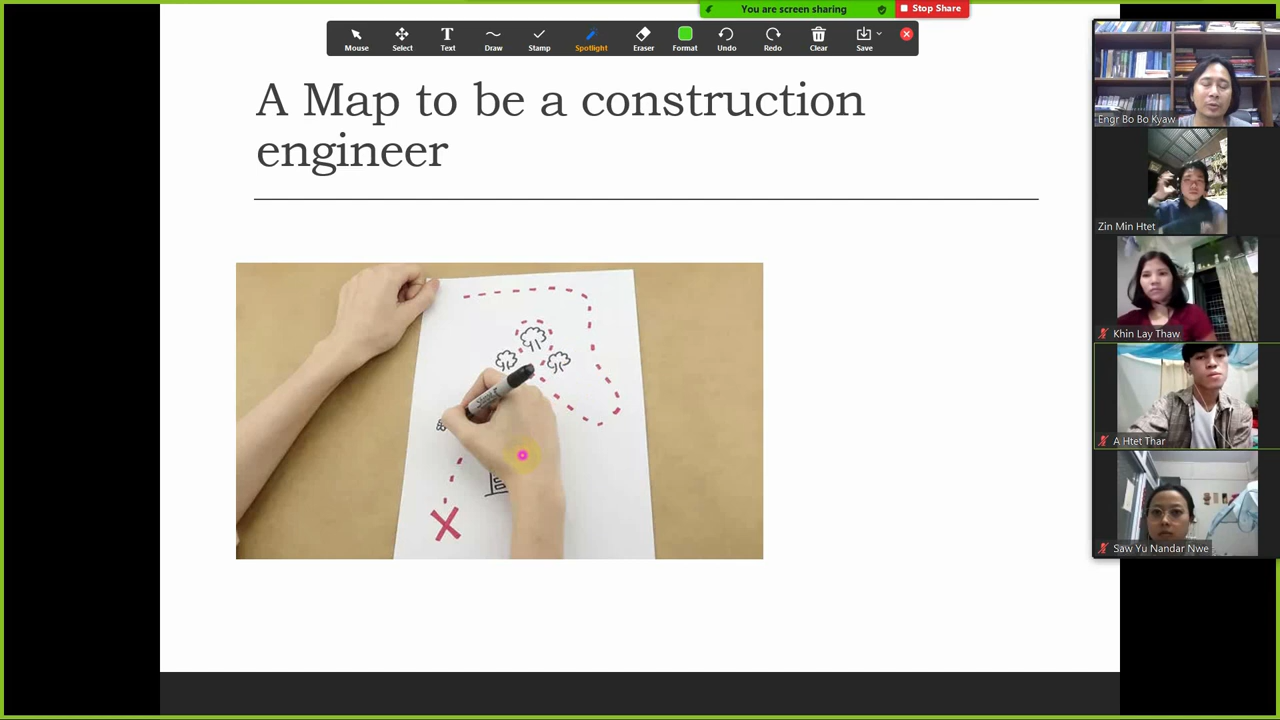 You are screen sharing
Stop Share
Mouse
Select
Text
Draw
Stamp
Spotlight
Eraser
Format
Undo
Redo
Clear
Save
A Map to be a construction
engineer
Engr Bo Bo Kyaw
Zin Min Htet
Khin Lay Thaw
A Htet Thar
Saw Yu Nandar Nwe